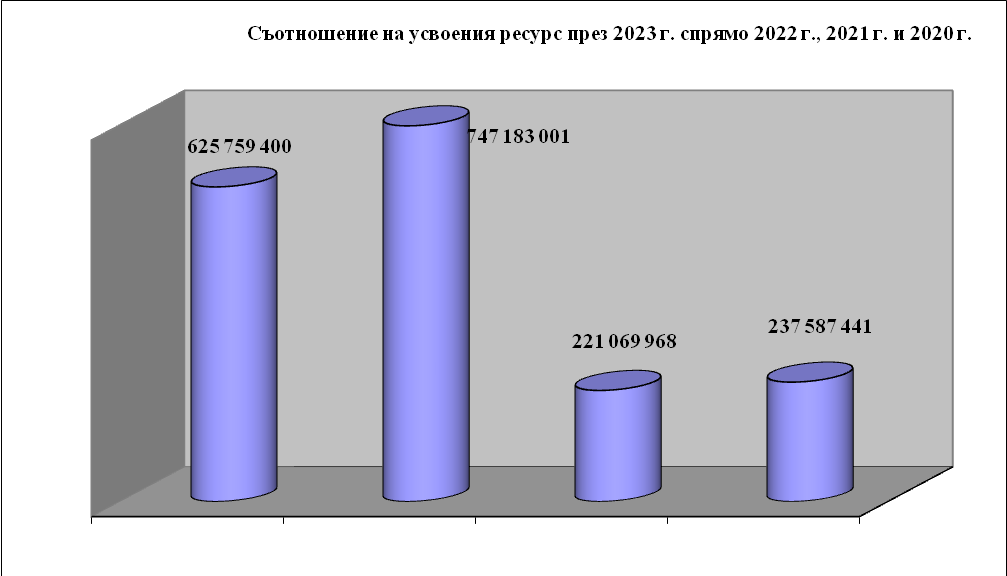 Съотношение на усвоения ресурс през 2023 г. спрямо 2022 г., 2021 г. и 2020 г.
625 759 400
747 183 001
221 069 968
237 587 441